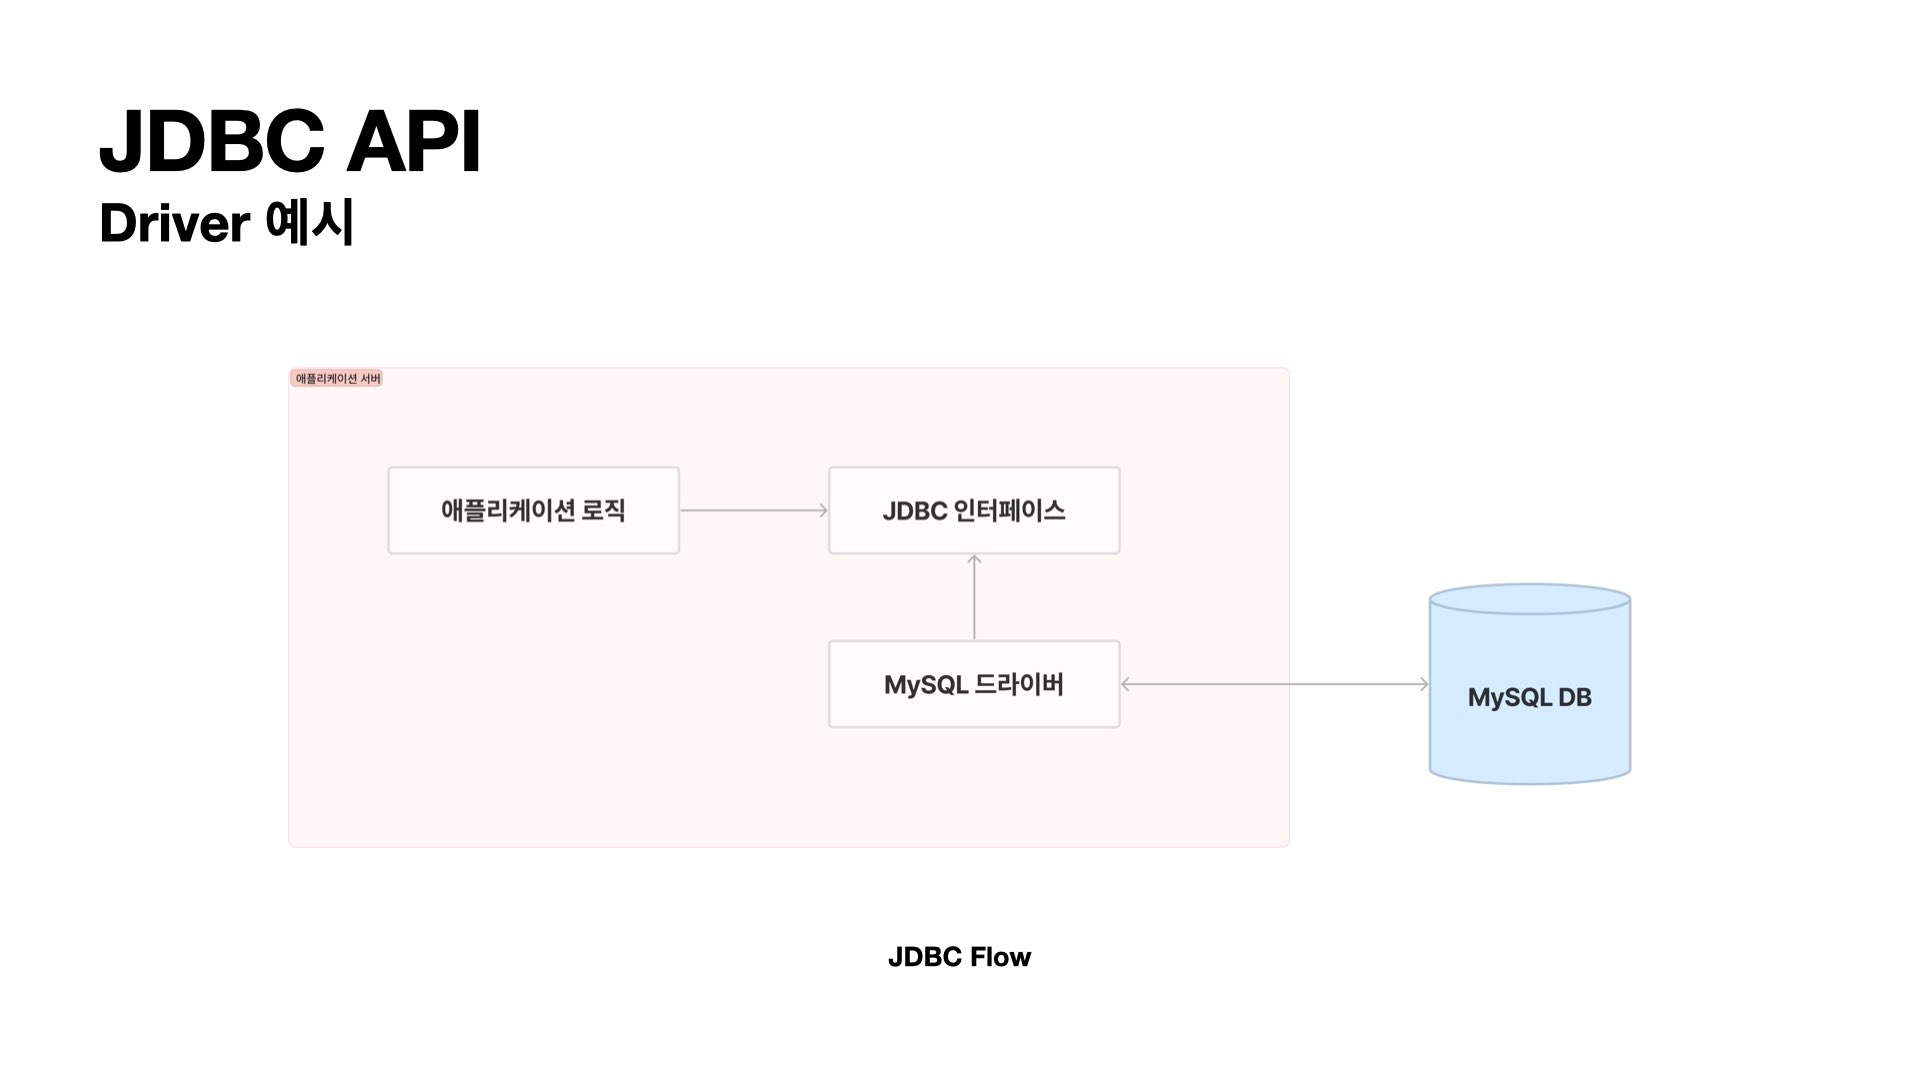 JDBC API
Driver 예시
애플리케이션 서버
애플리케이션 로직
JDBC 인터페이스
MySQL 드라이버
MySQL DB
JDBC Flow